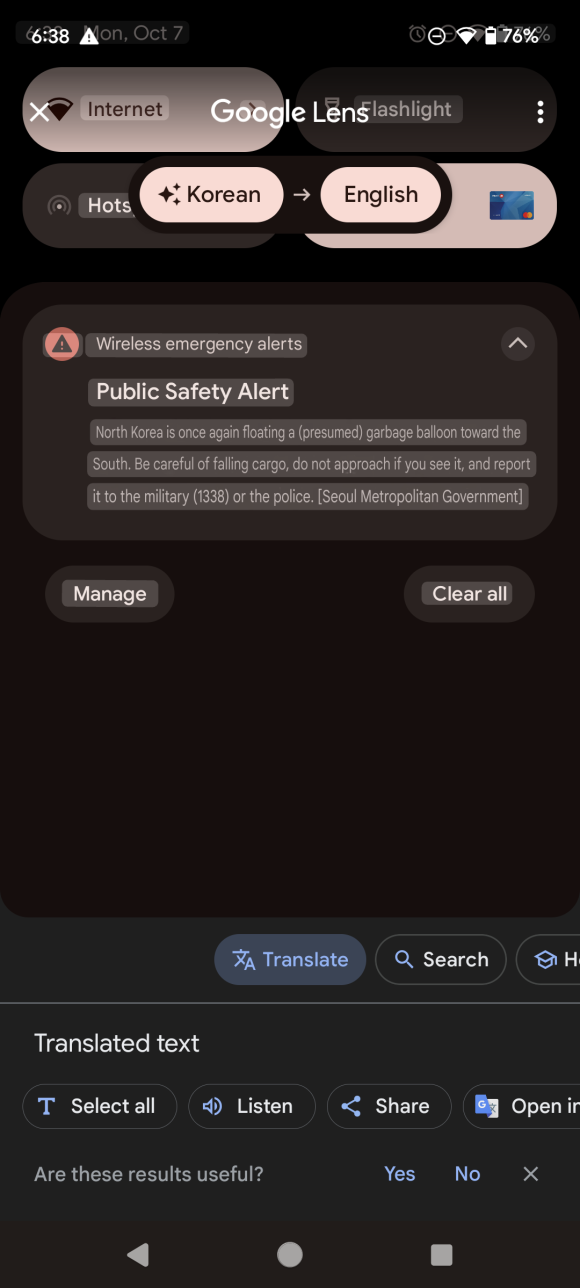 6:38 Mon, Oct 7
76%
Internet
Google Lens
Flashlight
Hots
Korean → English
Wireless emergency alerts
Public Safety Alert
North Korea is once again floating a (presumed) garbage balloon toward the
South. Be careful of falling cargo, do not approach if you see it, and report
it to the military (1338) or the police. [Seoul Metropolitan Government]
Manage
Clear all
Translate
Search
Translated text
Select all
Listen
Share
Open in
Are these results useful?
Yes
No